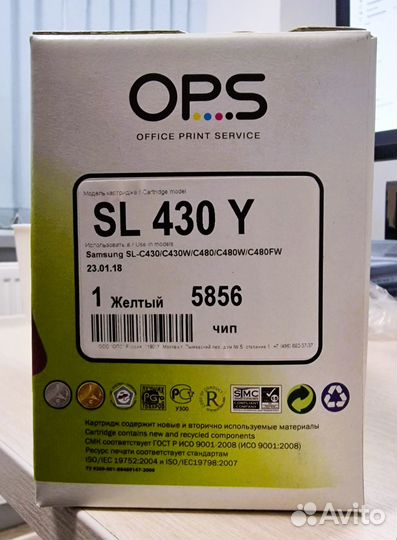 OPS
OFFICE PRINT SERVICE
Модель картриджа / Cartridge model
SL 430 Y
Использовать в / Use in models
Samsung SL-C430/C430W/C480/C480W/C480FW
23.01.18
1 Желтый 5856
чип
Картридж содержит новые и вторично используемые материалы
Cartridge contains new and recycled components
СМК соответствует ГОСТ Р ИСО 9001-2008 (ISO 9001:2008)
Ресурс печати соответствует стандартам
ISO/IEC 19752:2004 и ISO/IEC19798:2007
Avito